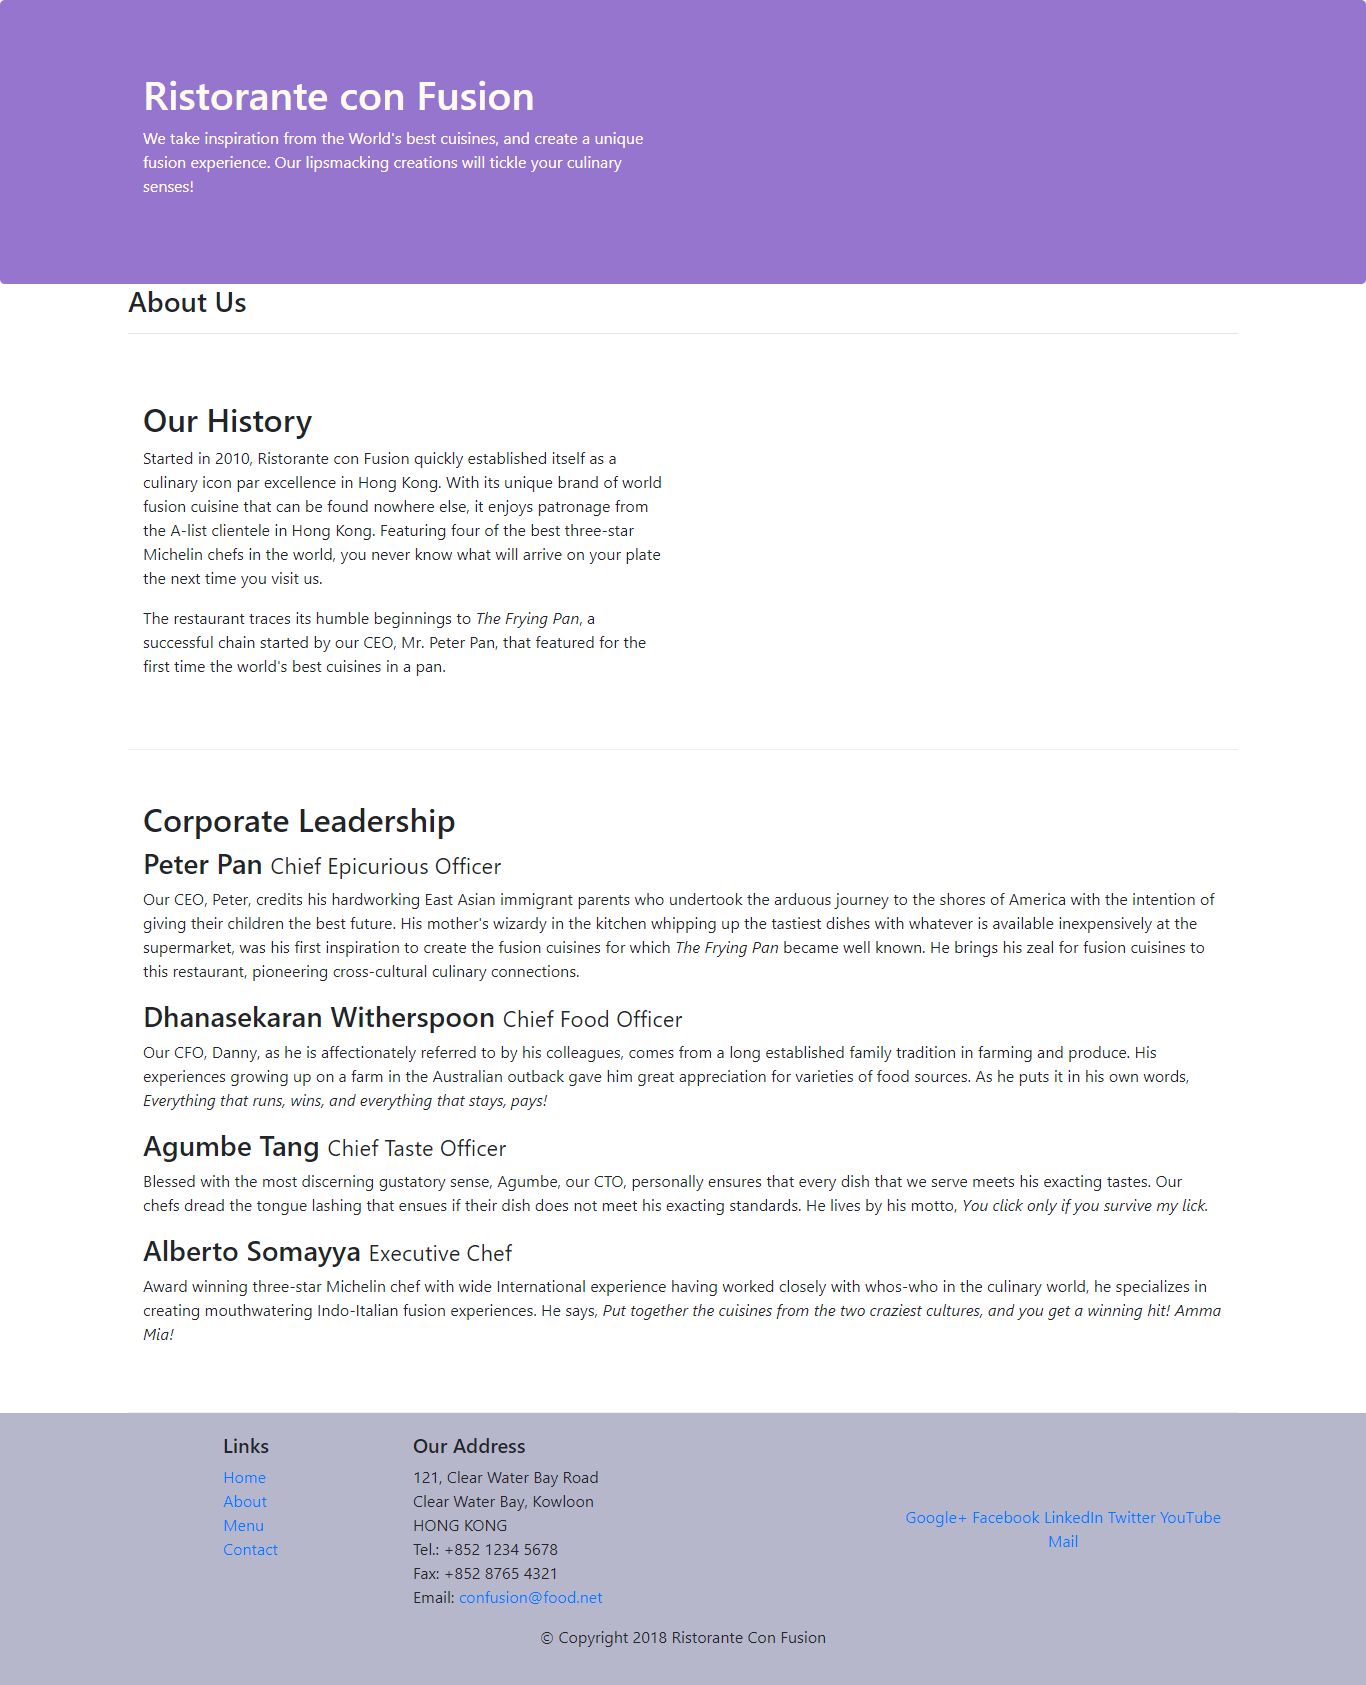 Ristorante con Fusion
We take inspiration from the World's best cuisines, and create a unique
fusion experience. Our lipsmacking creations will tickle your culinary
senses!
About Us
Our History
Started in 2010, Ristorante con Fusion quickly established itself as a
culinary icon par excellence in Hong Kong. With its unique brand of world
fusion cuisine that can be found nowhere else, it enjoys patronage from
the A-list clientele in Hong Kong. Featuring four of the best three-star
Michelin chefs in the world, you never know what will arrive on your plate
the next time you visit us.
The restaurant traces its humble beginnings to The Frying Pan, a
successful chain started by our CEO, Mr. Peter Pan, that featured for the
first time the world's best cuisines in a pan.
Corporate Leadership
Peter Pan Chief Epicurious Officer
Our CEO, Peter, credits his hardworking East Asian immigrant parents who undertook the arduous journey to the shores of America with the intention of
giving their children the best future. His mother's wizardy in the kitchen whipping up the tastiest dishes with whatever is available inexpensively at the
supermarket, was his first inspiration to create the fusion cuisines for which The Frying Pan became well known. He brings his zeal for fusion cuisines to
this restaurant, pioneering cross-cultural culinary connections.
Dhanasekaran Witherspoon Chief Food Officer
Our CFO, Danny, as he is affectionately referred to by his colleagues, comes from a long established family tradition in farming and produce. His
experiences growing up on a farm in the Australian outback gave him great appreciation for varieties of food sources. As he puts it in his own words,
Everything that runs, wins, and everything that stays, pays!
Agumbe Tang Chief Taste Officer
Blessed with the most discerning gustatory sense, Agumbe, our CTO, personally ensures that every dish that we serve meets his exacting tastes. Our
chefs dread the tongue lashing that ensues if their dish does not meet his exacting standards. He lives by his motto, You click only if you survive my lick.
Alberto Somayya Executive Chef
Award winning three-star Michelin chef with wide International experience having worked closely with whos-who in the culinary world, he specializes in
creating mouthwatering Indo-Italian fusion experiences. He says, Put together the cuisines from the two craziest cultures, and you get a winning hit! Amma
Mia!
Links
Home
About
Menu
Contact
Our Address
121, Clear Water Bay Road
Clear Water Bay, Kowloon
HONG KONG
Tel.: +852 1234 5678
Fax: +852 8765 4321
Email: confusion@food.net
Google+ Facebook LinkedIn Twitter YouTube
Mail
© Copyright 2018 Ristorante Con Fusion